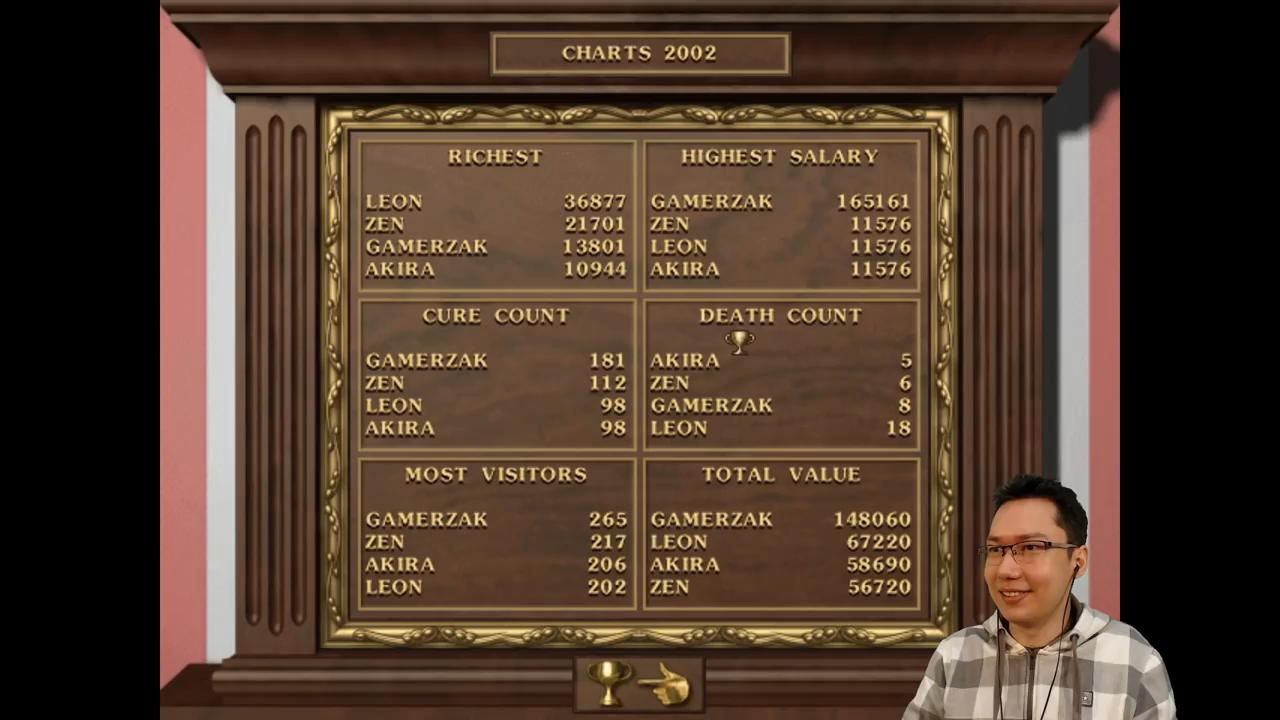 CHARTS 2002
RICHEST
LEON 36877
ZEN 21701
GAMERZAK 13801
AKIRA 10944
HIGHEST SALARY
GAMERZAK 165161
ZEN 11576
LEON 11576
AKIRA 11576
CURE COUNT
GAMERZAK 181
ZEN 112
LEON 98
AKIRA 98
DEATH COUNT
AKIRA 5
ZEN 6
GAMERZAK 8
LEON 18
MOST VISITORS
GAMERZAK 265
ZEN 217
AKIRA 206
LEON 202
TOTAL VALUE
GAMERZAK 148060
LEON 67220
AKIRA 58690
ZEN 56720